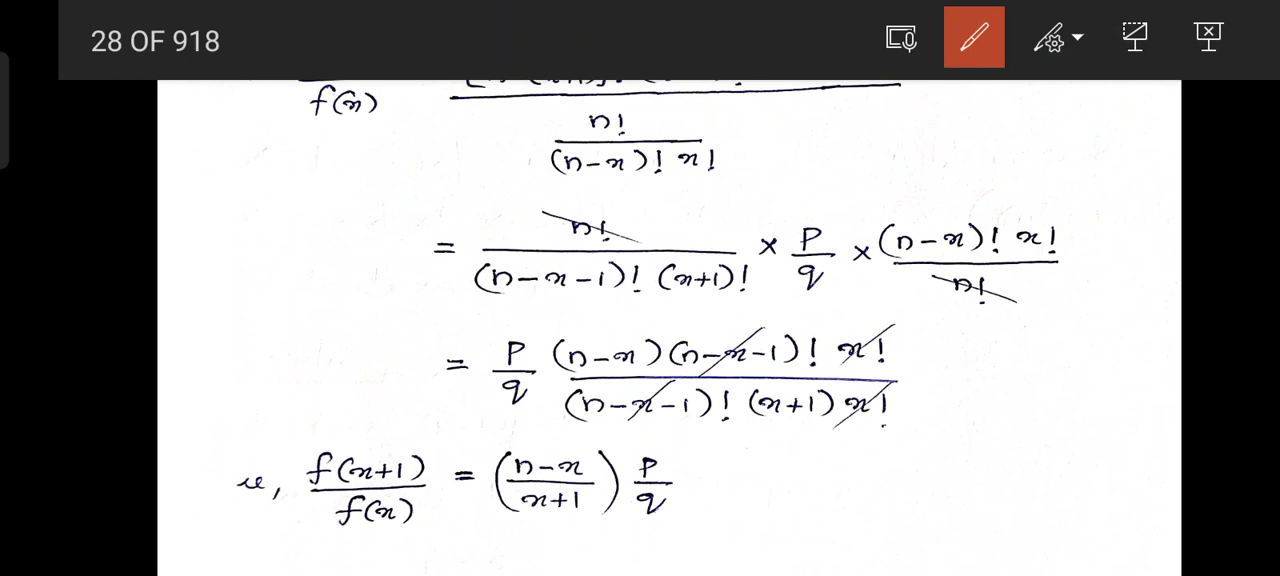 28 OF 918
f(x)
n!
(n-x)! x!
= n! / (n-x-1)! (x+1)! × p/q × (n-x)! x! / n!
= p/q (n-x)(n-x-1)! x! / (n-x-1)! (x+1) x!
ie, f(x+1)/f(x) = ((n-x)/(x+1)) p/q